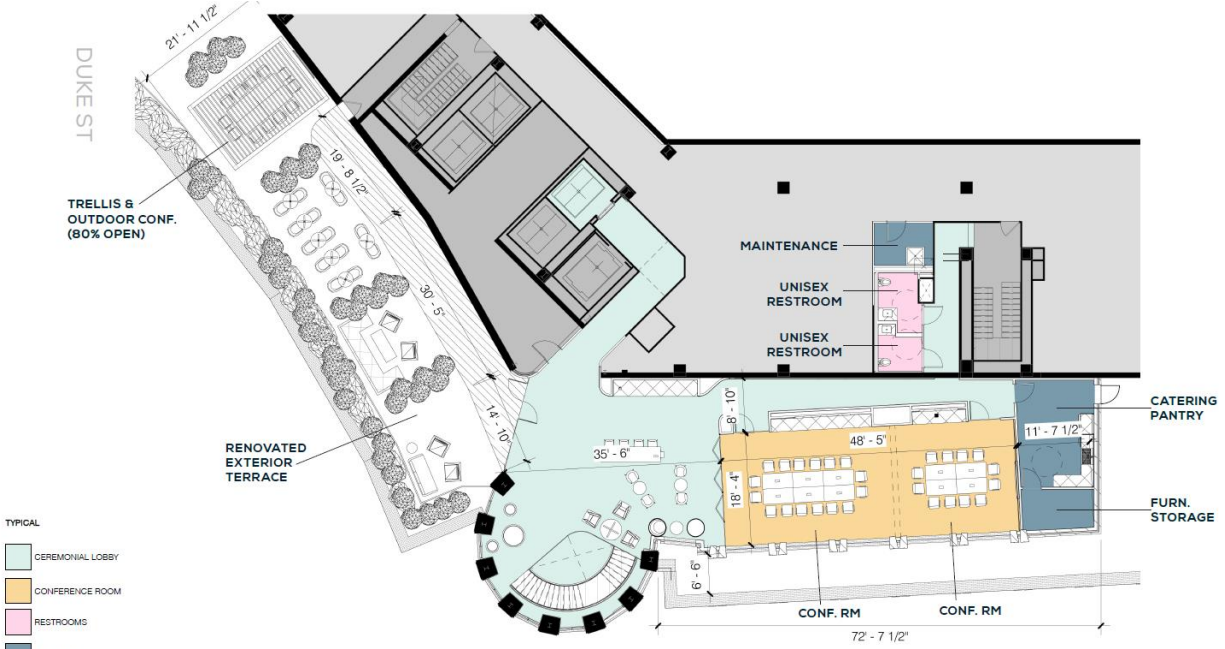 21' - 11 1/2"
DUKE ST
19' - 8 1/2"
TRELLIS &
OUTDOOR CONF.
(80% OPEN)
MAINTENANCE
UNISEX
RESTROOM
30' - 5"
UNISEX
RESTROOM
8' - 10"
CATERING
PANTRY
14' - 10"
11' - 7 1/2"
48' - 5"
RENOVATED
EXTERIOR
TERRACE
35' - 6"
18' - 4"
FURN.
STORAGE
TYPICAL
CEREMONIAL LOBBY
6' - 6"
CONFERENCE ROOM
CONF. RM
CONF. RM
RESTROOMS
72' - 7 1/2"